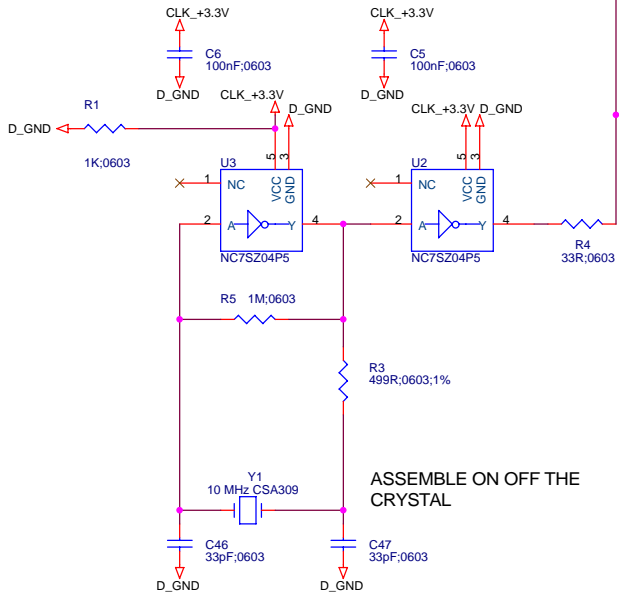 CLK_+3.3V
CLK_+3.3V
C6
100nF;0603
C5
100nF;0603
D_GND
D_GND
R1
CLK_+3.3V
D_GND
CLK_+3.3V
D_GND
D_GND
1K;0603
U3
5
3
U2
5
3
1
NC
VCC
GND
1
NC
VCC
GND
2
A
Y
4
2
A
Y
4
NC7SZ04P5
NC7SZ04P5
R4
33R;0603
R5 1M;0603
R3
499R;0603;1%
Y1
10 MHz CSA309
ASSEMBLE ON OFF THE
CRYSTAL
C46
33pF;0603
C47
33pF;0603
D_GND
D_GND